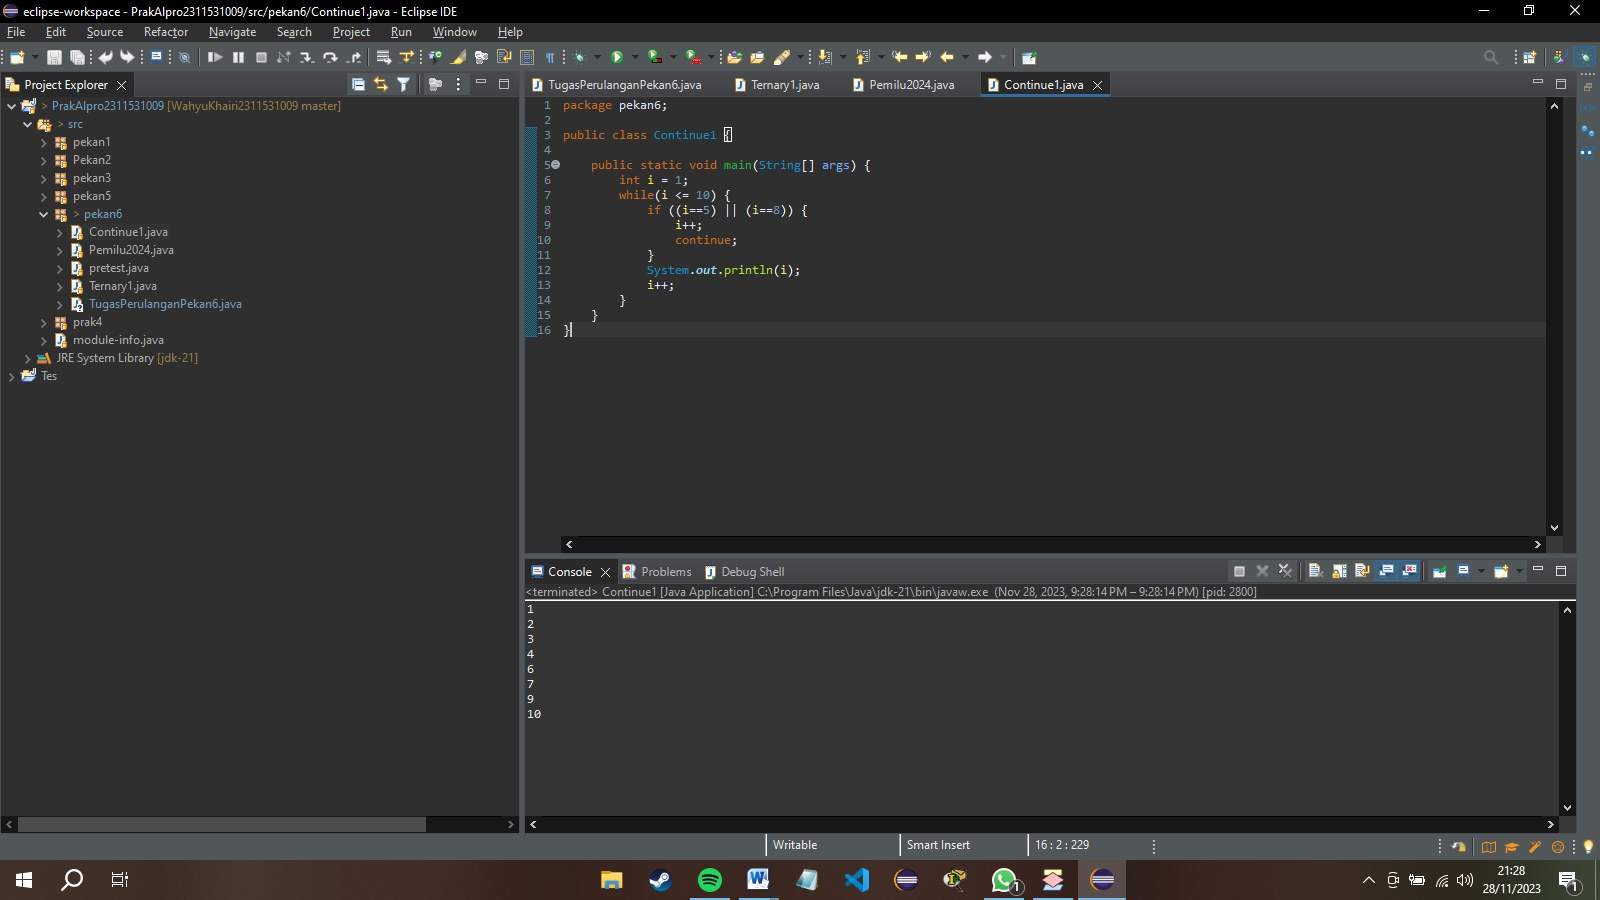 eclipse-workspace - PrakAlpro2311531009/src/pekan6/Continue1.java - Eclipse IDE
File Edit Source Refactor Navigate Search Project Run Window Help
Project Explorer
PrakAlpro2311531009 [WahyuKhairi2311531009 master]
> src
pekan1
Pekan2
pekan3
pekan5
> pekan6
Continue1.java
Pemilu2024.java
pretest.java
Ternary1.java
TugasPerulanganPekan6.java
prak4
module-info.java
JRE System Library [jdk-21]
Tes
TugasPerulanganPekan6.java Ternary1.java Pemilu2024.java Continue1.java
1 package pekan6;
2
3 public class Continue1 {
4
5 public static void main(String[] args) {
6 int i = 1;
7 while(i <= 10) {
8 if ((i==5) || (i==8)) {
9 i++;
10 continue;
11 }
12 System.out.println(i);
13 i++;
14 }
15 }
16 }
Console Problems Debug Shell
<terminated> Continue1 [Java Application] C:\Program Files\Java\jdk-21\bin\javaw.exe (Nov 28, 2023, 9:28:14 PM – 9:28:14 PM) [pid: 2800]
1
2
3
4
6
7
9
10
Writable Smart Insert 16 : 2 : 229
21:28
28/11/2023
1
1